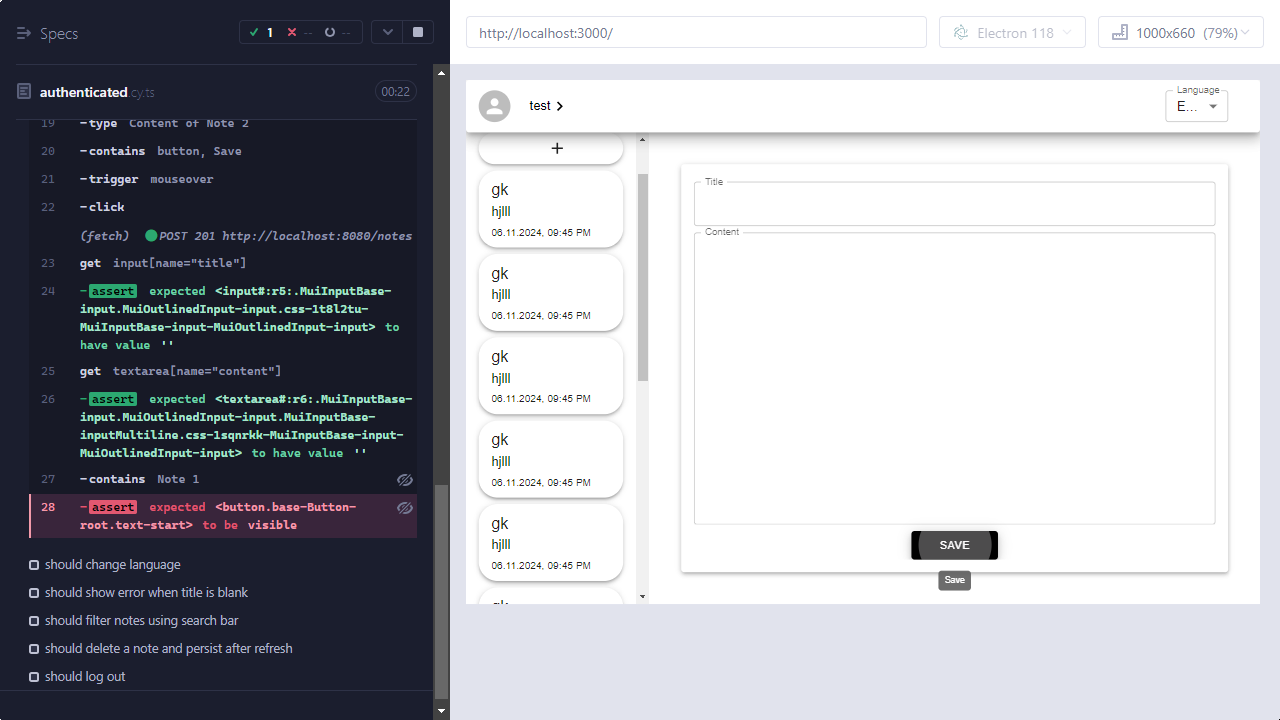 Specs
1
--
--
authenticated.cy.ts
00:22
19 -type Content of Note 2
20 -contains button, Save
21 -trigger mouseover
22 -click
(fetch) POST 201 http://localhost:8080/notes
23 get input[name="title"]
24 -assert expected <input#:r5:.MuiInputBase-
input.MuiOutlinedInput-input.css-1t8l2tu-
MuiInputBase-input-MuiOutlinedInput-input> to
have value ''
25 get textarea[name="content"]
26 -assert expected <textarea#:r6:.MuiInputBase-
input.MuiOutlinedInput-input.MuiInputBase-
inputMultiline.css-1sqnrkk-MuiInputBase-input-
MuiOutlinedInput-input> to have value ''
27 -contains Note 1
28 -assert expected <button.base-Button-
root.text-start> to be visible
should change language
should show error when title is blank
should filter notes using search bar
should delete a note and persist after refresh
should log out
http://localhost:3000/
Electron 118
1000x660 (79%)
test
Language
E...
+
gk
hjlll
06.11.2024, 09:45 PM
gk
hjlll
06.11.2024, 09:45 PM
gk
hjlll
06.11.2024, 09:45 PM
gk
hjlll
06.11.2024, 09:45 PM
gk
hjlll
06.11.2024, 09:45 PM
gk
Title
Content
SAVE
Save